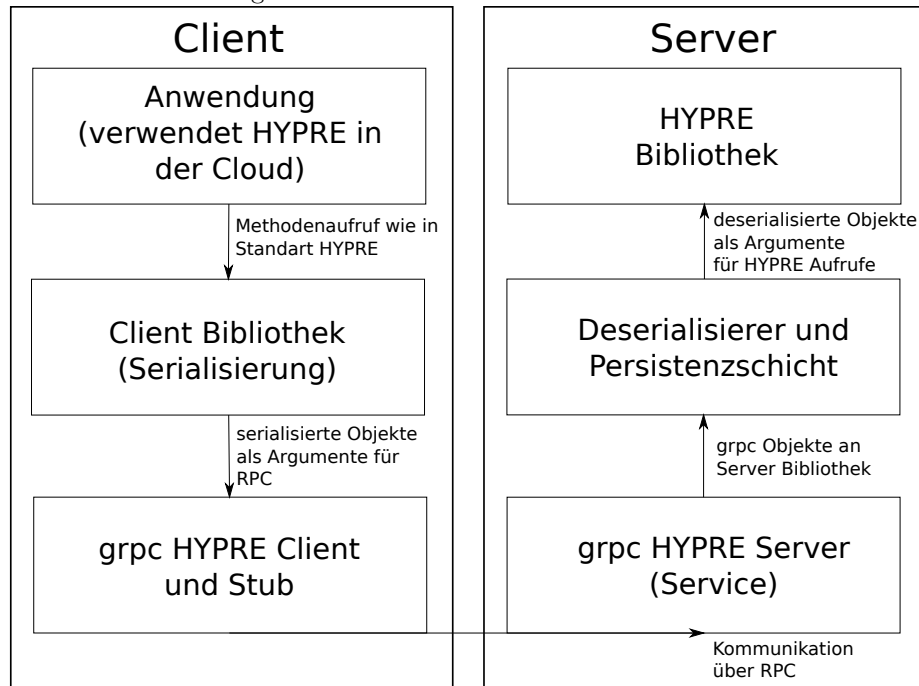 Client
Anwendung
(verwendet HYPRE in
der Cloud)
Methodenaufruf wie in
Standart HYPRE
Client Bibliothek
(Serialisierung)
serialisierte Objekte
als Argumente für
RPC
grpc HYPRE Client
und Stub
Server
HYPRE
Bibliothek
deserialisierte Objekte
als Argumente
für HYPRE Aufrufe
Deserialisierer und
Persistenzschicht
grpc Objekte an
Server Bibliothek
grpc HYPRE Server
(Service)
Kommunikation
über RPC